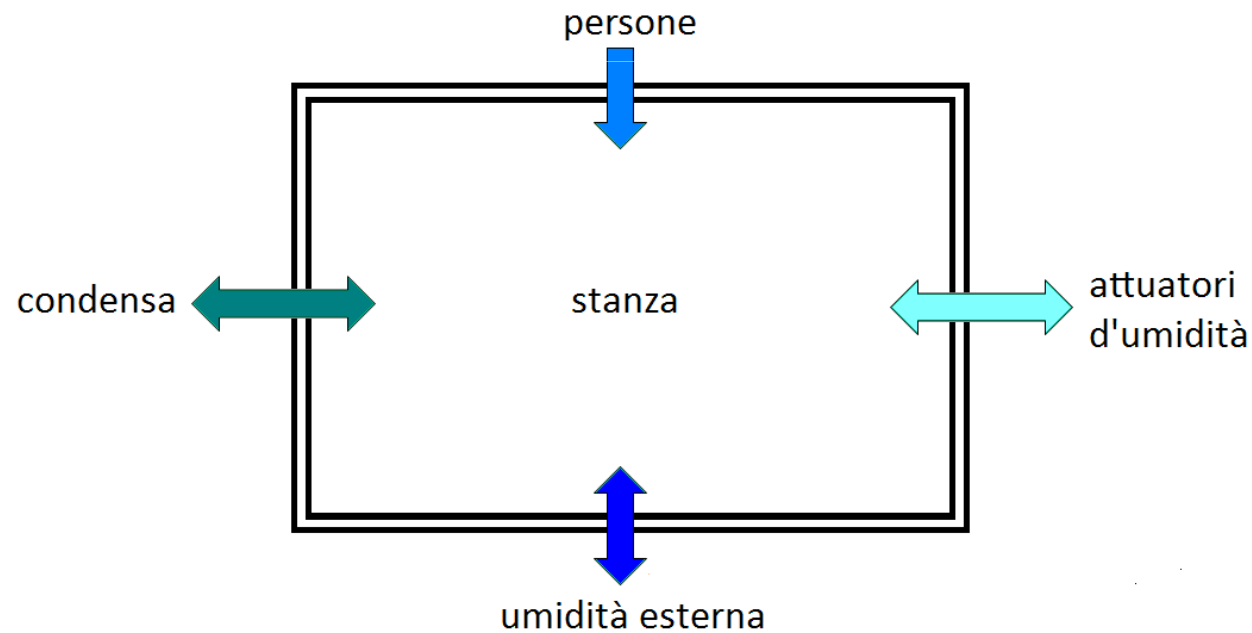 persone
condensa
stanza
attuatori
d'umidità
umidità esterna